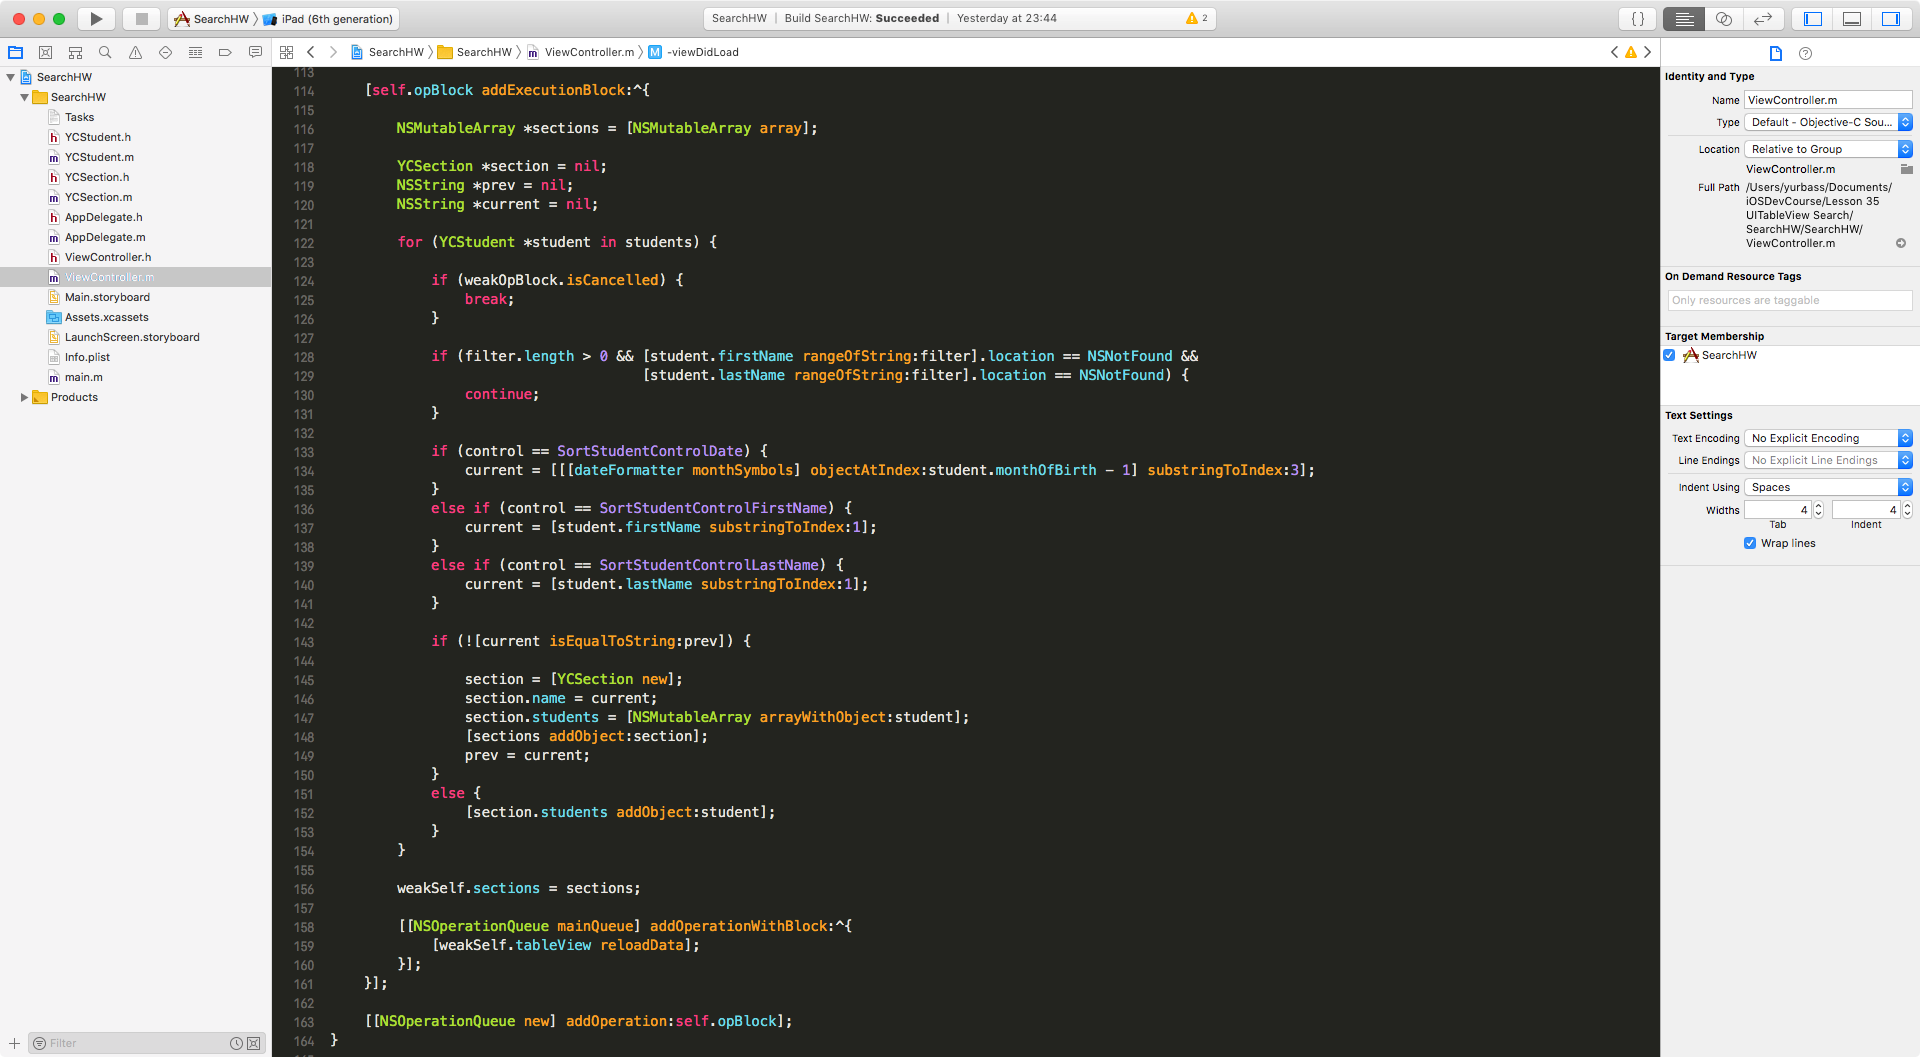 SearchHW
iPad (6th generation)
SearchHW | Build SearchHW: Succeeded | Yesterday at 23:44
2
{}
SearchHW
SearchHW
ViewController.m
M
-viewDidLoad
SearchHW
SearchHW
Tasks
h YCStudent.h
m YCStudent.m
h YCSection.h
m YCSection.m
h AppDelegate.h
m AppDelegate.m
h ViewController.h
m ViewController.m
Main.storyboard
Assets.xcassets
LaunchScreen.storyboard
Info.plist
m main.m
Products
Filter
113
114 [self.opBlock addExecutionBlock:^{
115
116 NSMutableArray *sections = [NSMutableArray array];
117
118 YCSection *section = nil;
119 NSString *prev = nil;
120 NSString *current = nil;
121
122 for (YCStudent *student in students) {
123
124 if (weakOpBlock.isCancelled) {
125 break;
126 }
127
128 if (filter.length > 0 && [student.firstName rangeOfString:filter].location == NSNotFound &&
129 [student.lastName rangeOfString:filter].location == NSNotFound) {
130 continue;
131 }
132
133 if (control == SortStudentControlDate) {
134 current = [[[dateFormatter monthSymbols] objectAtIndex:student.monthOfBirth - 1] substringToIndex:3];
135 }
136 else if (control == SortStudentControlFirstName) {
137 current = [student.firstName substringToIndex:1];
138 }
139 else if (control == SortStudentControlLastName) {
140 current = [student.lastName substringToIndex:1];
141 }
142
143 if (![current isEqualToString:prev]) {
144
145 section = [YCSection new];
146 section.name = current;
147 section.students = [NSMutableArray arrayWithObject:student];
148 [sections addObject:section];
149 prev = current;
150 }
151 else {
152 [section.students addObject:student];
153 }
154 }
155
156 weakSelf.sections = sections;
157
158 [[NSOperationQueue mainQueue] addOperationWithBlock:^{
159 [weakSelf.tableView reloadData];
160 }];
161 }];
162
163 [[NSOperationQueue new] addOperation:self.opBlock];
164 }
Identity and Type
Name ViewController.m
Type Default - Objective-C Sou...
Location Relative to Group
ViewController.m
Full Path /Users/yurbass/Documents/
iOSDevCourse/Lesson 35
UITableView Search/
SearchHW/SearchHW/
ViewController.m
On Demand Resource Tags
Only resources are taggable
Target Membership
SearchHW
Text Settings
Text Encoding No Explicit Encoding
Line Endings No Explicit Line Endings
Indent Using Spaces
Widths 4 4
Tab Indent
Wrap lines